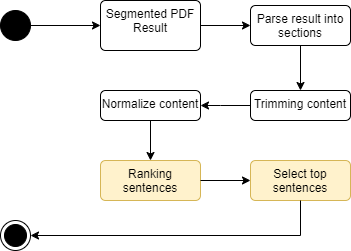 Segmented PDF
Result
Parse result into
sections
Trimming content
Normalize content
Ranking
sentences
Select top
sentences